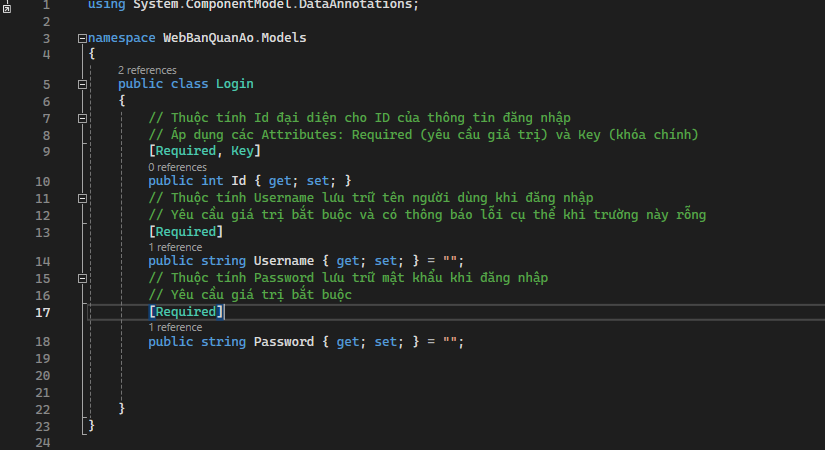 1 using System.ComponentModel.DataAnnotations;
2
3 namespace WebBanQuanAo.Models
4 {
2 references
5 public class Login
6 {
7 // Thuộc tính Id đại diện cho ID của thông tin đăng nhập
8 // Áp dụng các Attributes: Required (yêu cầu giá trị) và Key (khóa chính)
9 [Required, Key]
0 references
10 public int Id { get; set; }
11 // Thuộc tính Username lưu trữ tên người dùng khi đăng nhập
12 // Yêu cầu giá trị bắt buộc và có thông báo lỗi cụ thể khi trường này rỗng
13 [Required]
1 reference
14 public string Username { get; set; } = "";
15 // Thuộc tính Password lưu trữ mật khẩu khi đăng nhập
16 // Yêu cầu giá trị bắt buộc
17 [Required]
1 reference
18 public string Password { get; set; } = "";
19
20
21
22 }
23 }
24